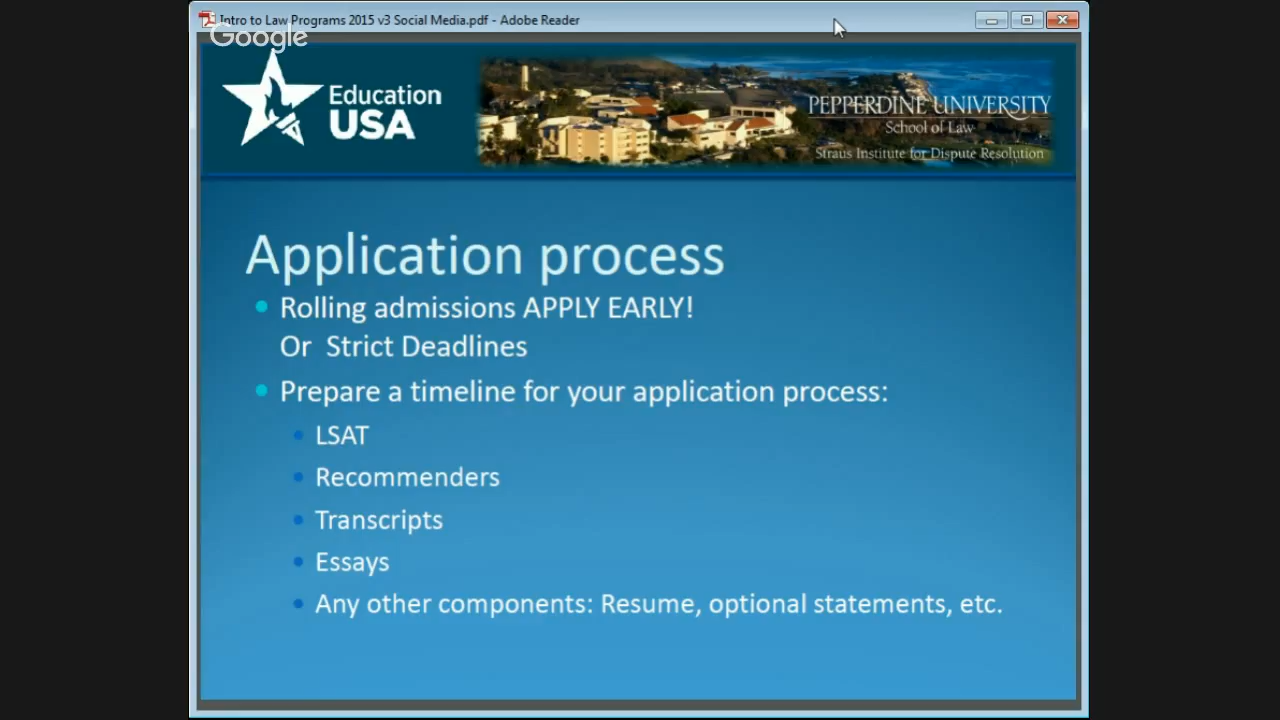 Intro to Law Programs 2015 v3 Social Media.pdf - Adobe Reader
Google
Education
USA
PEPPERDINE UNIVERSITY
School of Law
Straus Institute for Dispute Resolution
Application process
Rolling admissions APPLY EARLY!
Or Strict Deadlines
Prepare a timeline for your application process:
LSAT
Recommenders
Transcripts
Essays
Any other components: Resume, optional statements, etc.